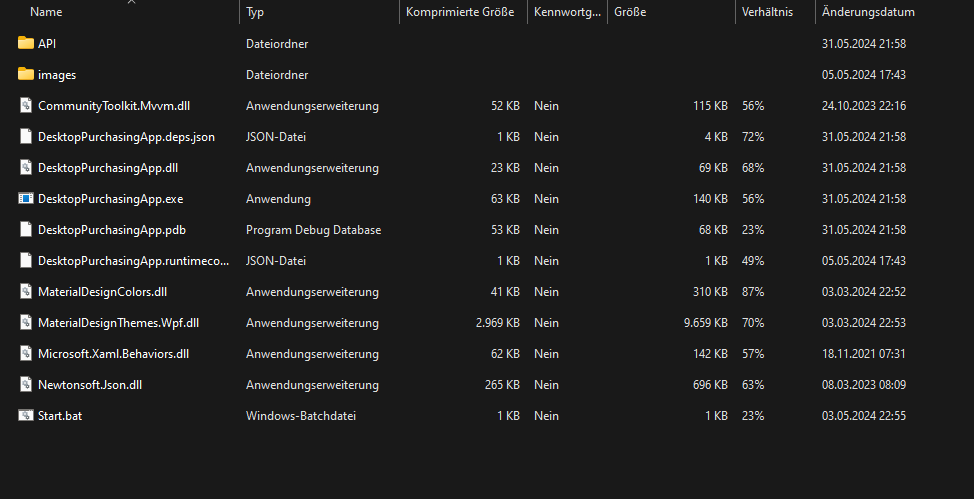 Name Typ Komprimierte Größe Kennwortg... Größe Verhältnis Änderungsdatum
API Dateiordner 31.05.2024 21:58
images Dateiordner 05.05.2024 17:43
CommunityToolkit.Mvvm.dll Anwendungserweiterung 52 KB Nein 115 KB 56% 24.10.2023 22:16
DesktopPurchasingApp.deps.json JSON-Datei 1 KB Nein 4 KB 72% 31.05.2024 21:58
DesktopPurchasingApp.dll Anwendungserweiterung 23 KB Nein 69 KB 68% 31.05.2024 21:58
DesktopPurchasingApp.exe Anwendung 63 KB Nein 140 KB 56% 31.05.2024 21:58
DesktopPurchasingApp.pdb Program Debug Database 53 KB Nein 68 KB 23% 31.05.2024 21:58
DesktopPurchasingApp.runtimeco... JSON-Datei 1 KB Nein 1 KB 49% 05.05.2024 17:43
MaterialDesignColors.dll Anwendungserweiterung 41 KB Nein 310 KB 87% 03.03.2024 22:52
MaterialDesignThemes.Wpf.dll Anwendungserweiterung 2.969 KB Nein 9.659 KB 70% 03.03.2024 22:53
Microsoft.Xaml.Behaviors.dll Anwendungserweiterung 62 KB Nein 142 KB 57% 18.11.2021 07:31
Newtonsoft.Json.dll Anwendungserweiterung 265 KB Nein 696 KB 63% 08.03.2023 08:09
Start.bat Windows-Batchdatei 1 KB Nein 1 KB 23% 03.05.2024 22:55